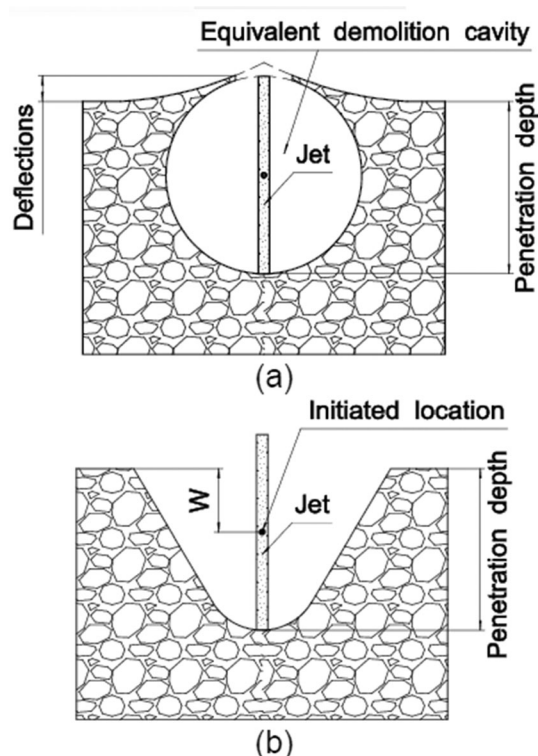 Equivalent demolition cavity
Deflections
Jet
Penetration depth
(a)
Initiated location
W
Jet
Penetration depth
(b)